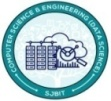 COMPUTER SCIENCE & ENGINEERING (DATA SCIENCE)
SJBIT